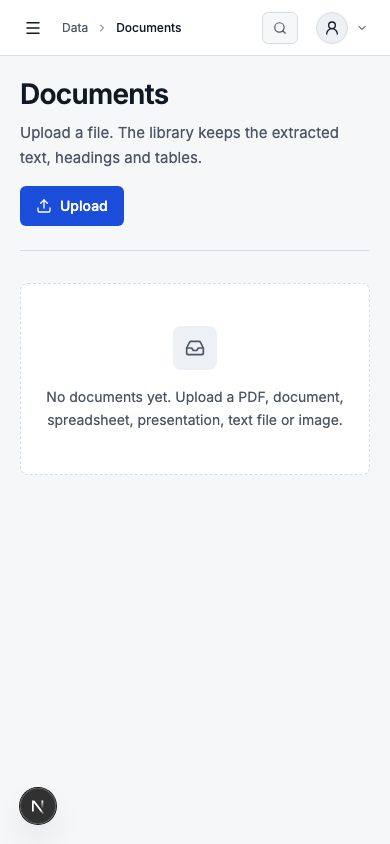 Data > Documents
Documents
Upload a file. The library keeps the extracted
text, headings and tables.
Upload
No documents yet. Upload a PDF, document,
spreadsheet, presentation, text file or image.
N